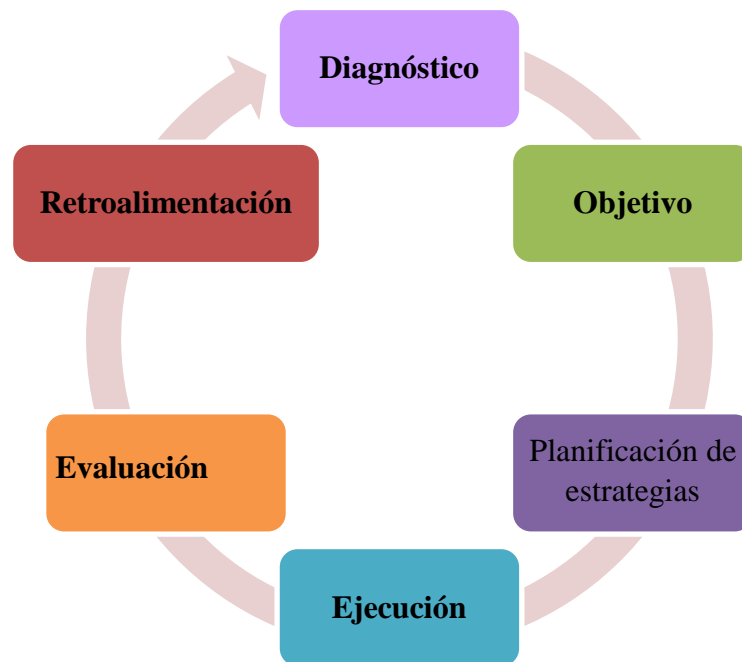 Diagnóstico
Objetivo
Planificación de
estrategias
Ejecución
Evaluación
Retroalimentación